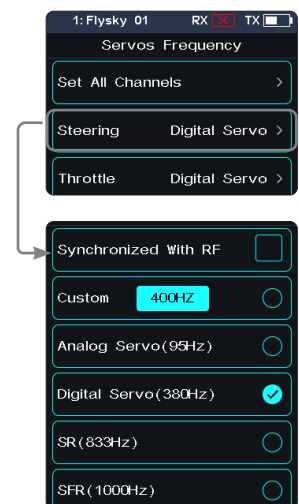 1: Flysky 01 RX TX
Servos Frequency
Set All Channels >
Steering Digital Servo >
Throttle Digital Servo >
Synchronized With RF
Custom 400HZ
Analog Servo(95Hz)
Digital Servo(380Hz)
SR(833Hz)
SFR(1000Hz)